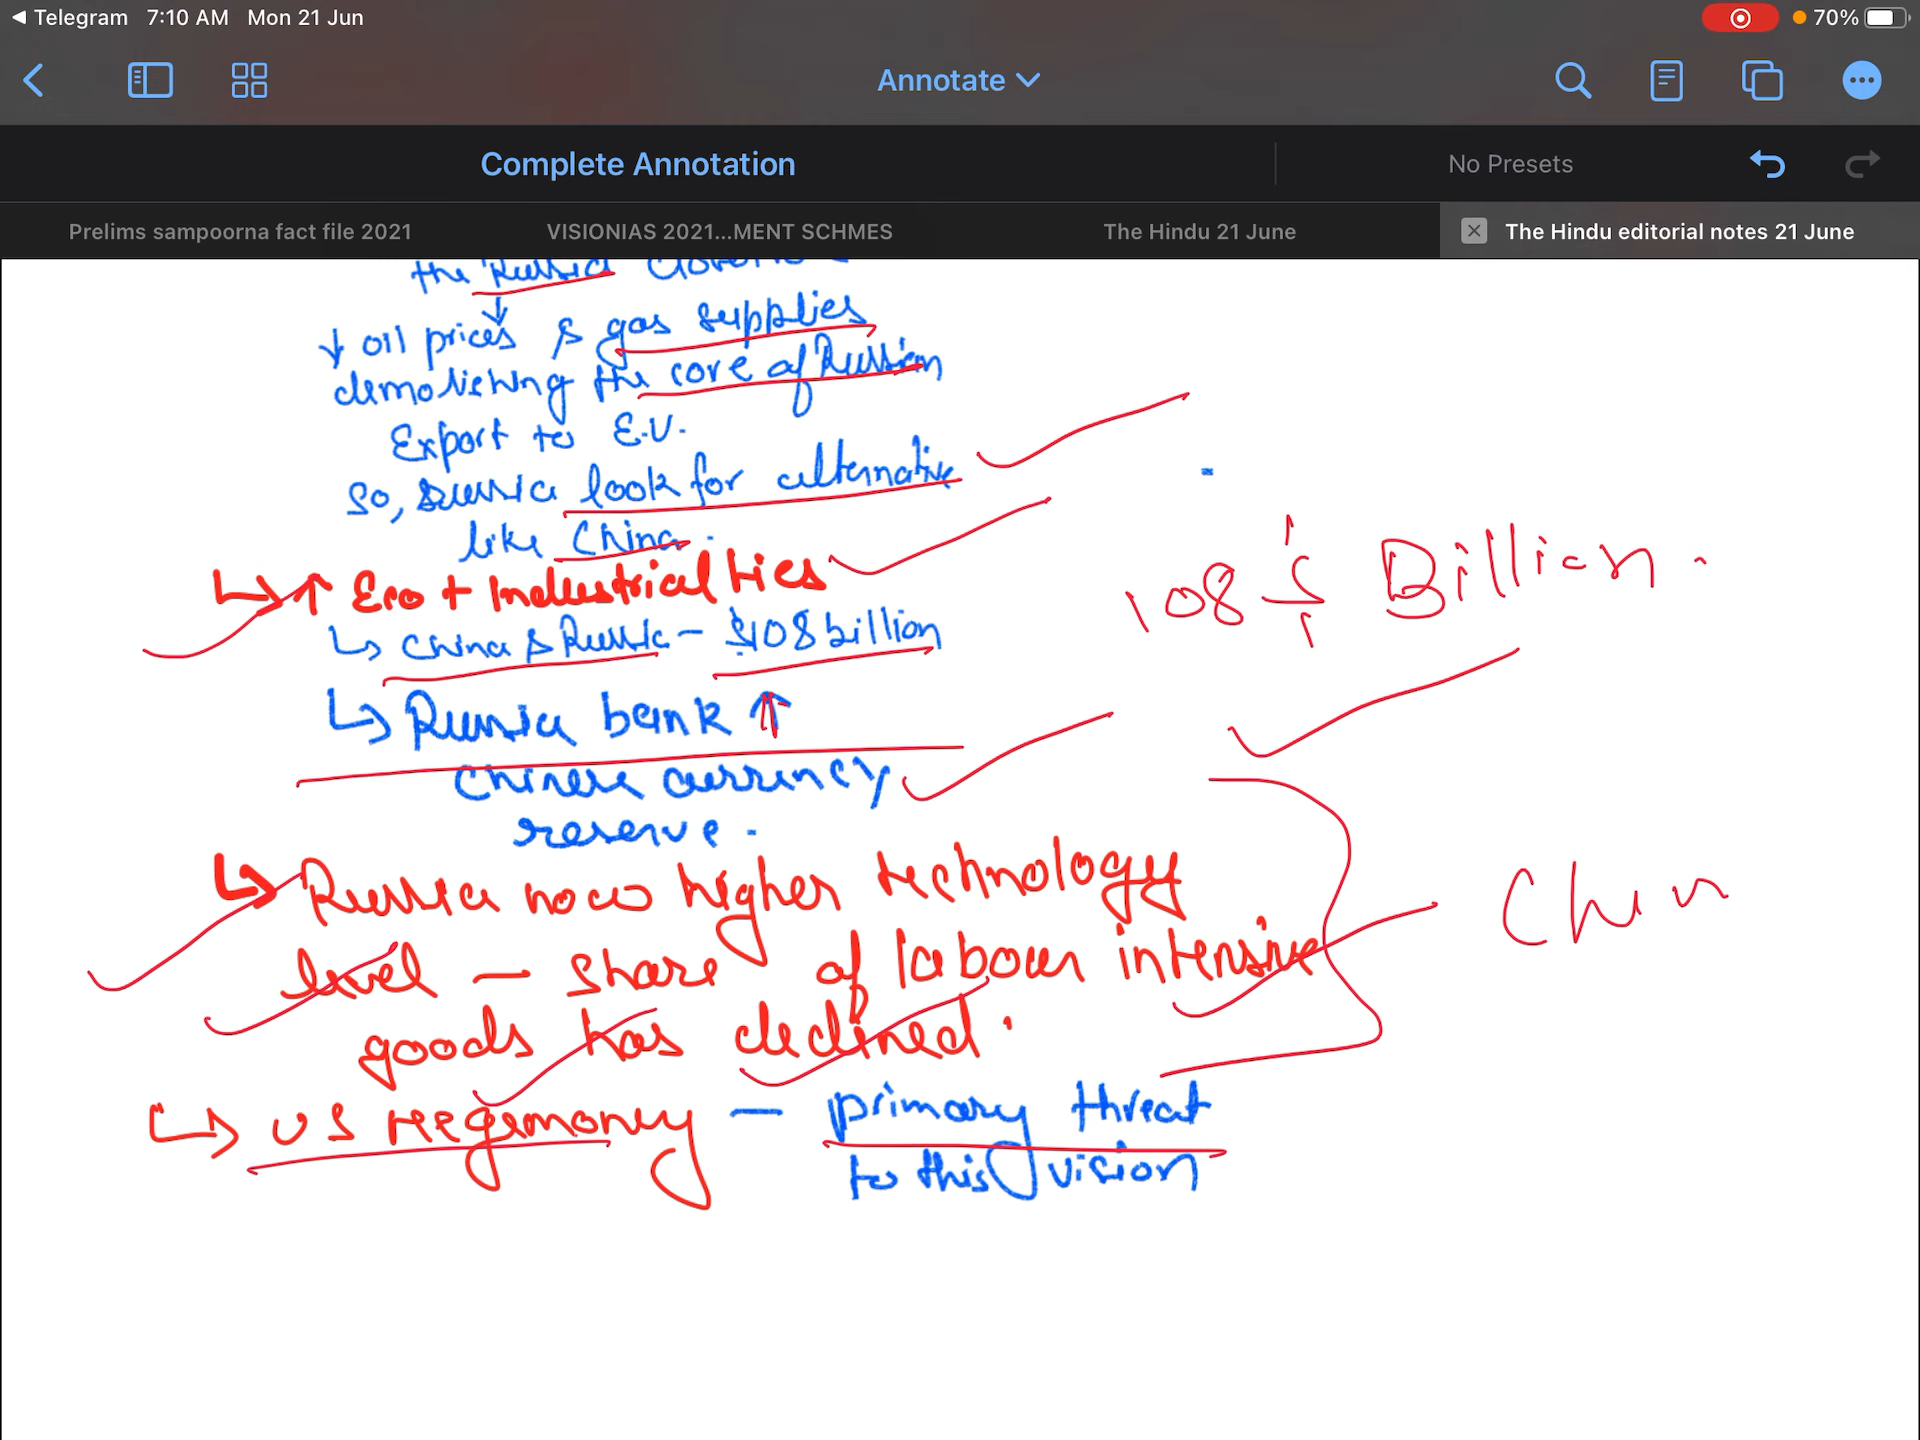 Telegram 7:10 AM Mon 21 Jun 70%
Annotate
Complete Annotation
No Presets
Prelims sampoorna fact file 2021
VISIONIAS 2021...MENT SCHMES
The Hindu 21 June
The Hindu editorial notes 21 June
the Russia
↓ oil prices & gas supplies
demolishing the core of Russian
Export to E.U.
so, Russia look for alternative
like China.
↳ ↑ Eco + Industrial ties
↳ China & Russia - $108 billion
↳ Russia bank ↑
Chinese currency
reserve.
↳ Russia now higher technology
level - share of labour intensive
goods has declined.
↳ US Hegemoney - primary threat
to this vision
108 $ Billion.
Chin